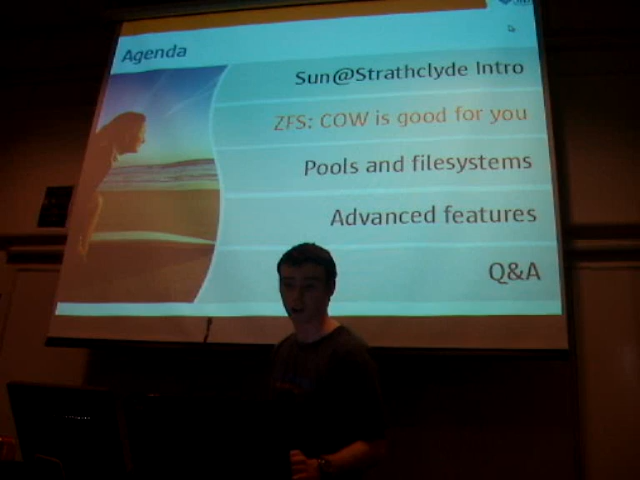 Agenda
Sun@Strathclyde Intro
ZFS: COW is good for you
Pools and filesystems
Advanced features
Q&A